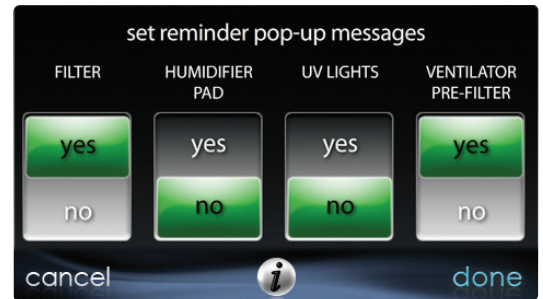 set reminder pop-up messages
FILTER
HUMIDIFIER
PAD
UV LIGHTS
VENTILATOR
PRE-FILTER
yes
yes
yes
yes
no
no
no
no
cancel
i
done